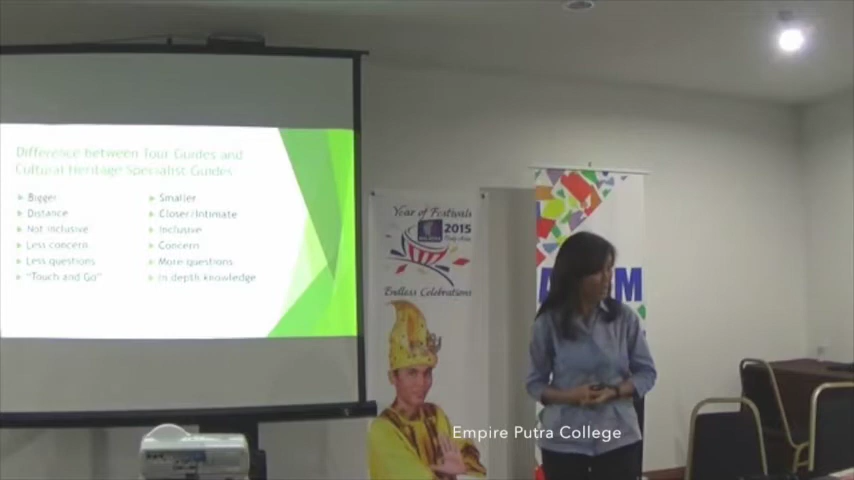 Difference between Tour Guides and
Cultural Heritage Specialist Guides
Bigger
Distance
Not inclusive
Less concern
Less questions
"Touch and Go"
Smaller
Closer/Intimate
Inclusive
Concern
More questions
In depth knowledge
Year of Festivals
2015
Endless Celebrations
Empire Putra College